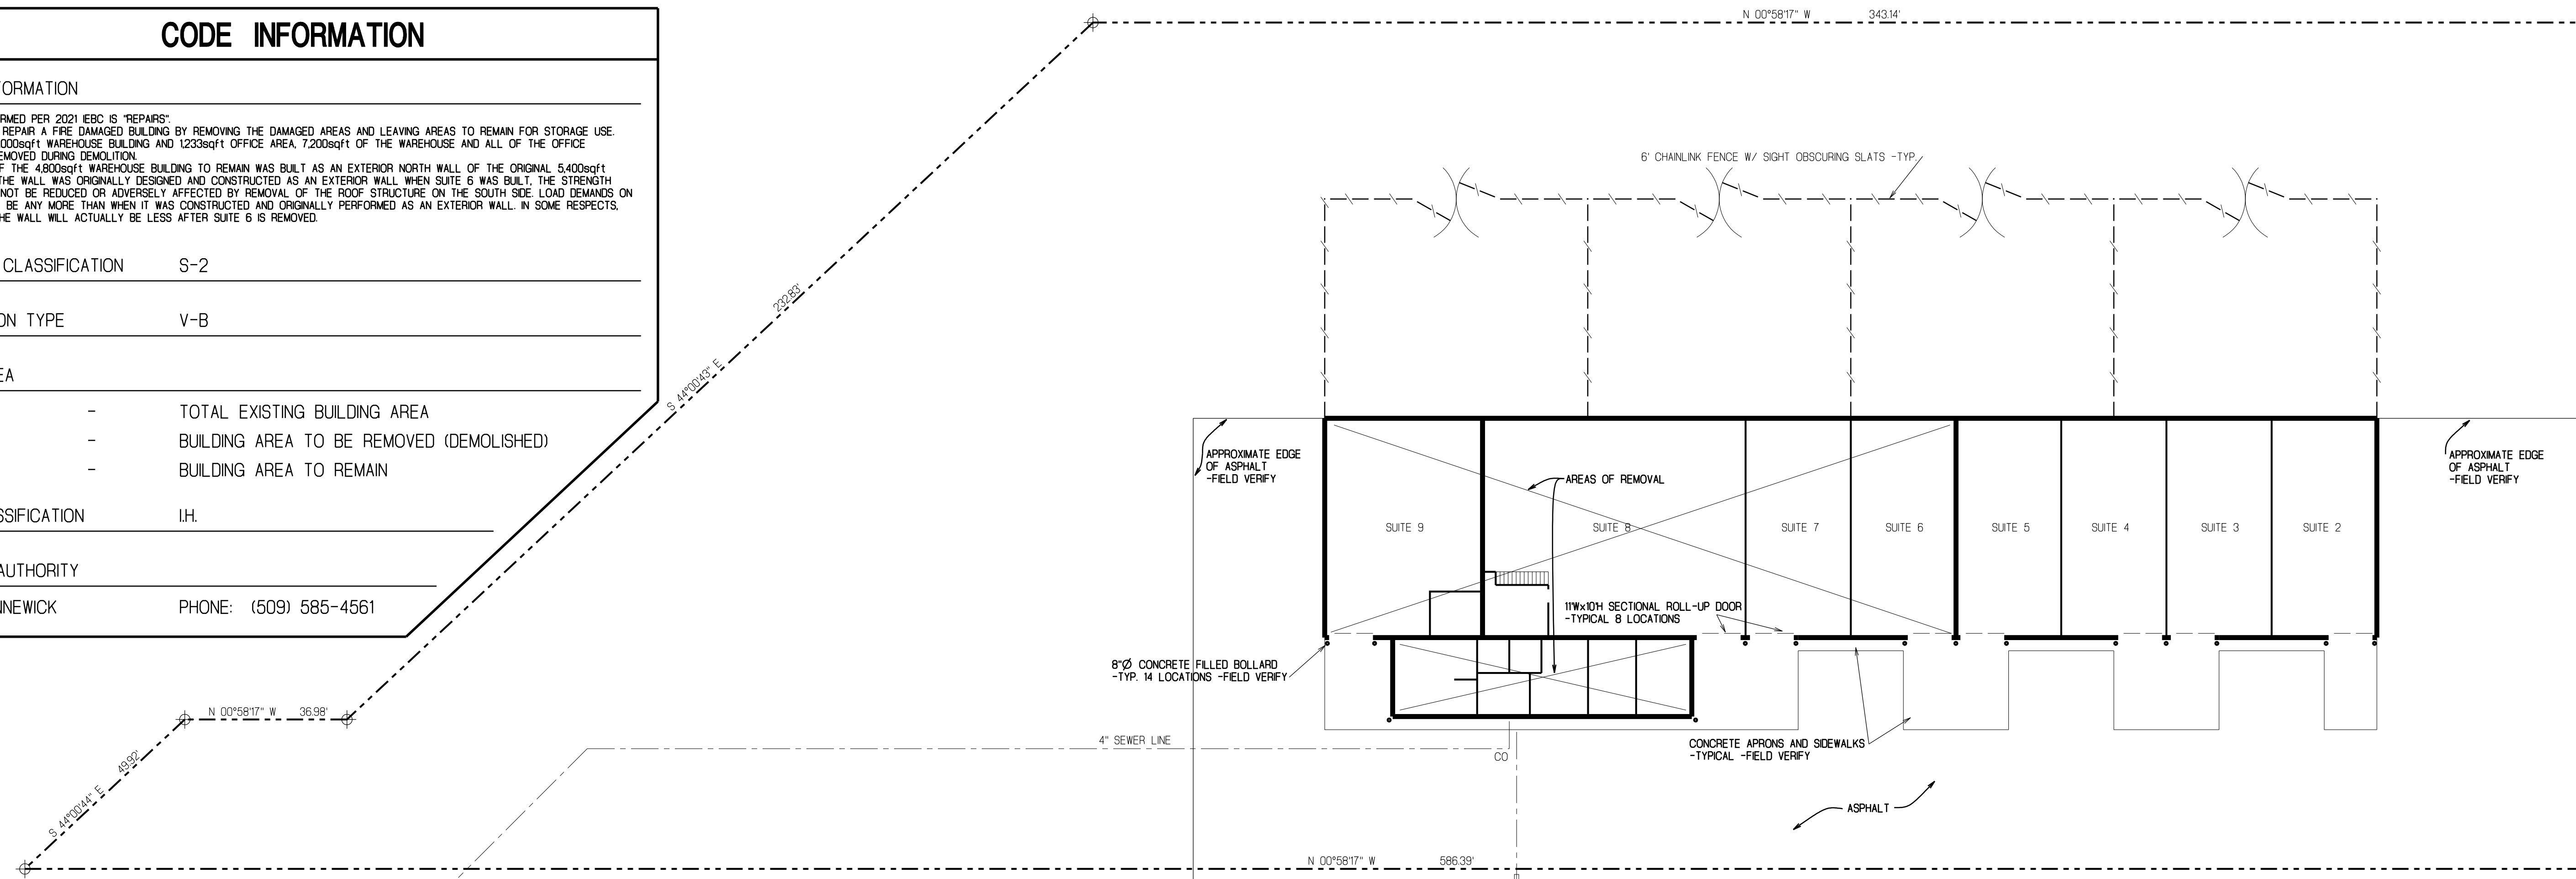 CODE INFORMATION
FORMATION
RMED PER 2021 IEBC IS "REPAIRS".
REPAIR A FIRE DAMAGED BUILDING BY REMOVING THE DAMAGED AREAS AND LEAVING AREAS TO REMAIN FOR STORAGE USE.
,000sqft WAREHOUSE BUILDING AND 1,233sqft OFFICE AREA, 7,200sqft OF THE WAREHOUSE AND ALL OF THE OFFICE
EMOVED DURING DEMOLITION.
F THE 4,800sqft WAREHOUSE BUILDING TO REMAIN WAS BUILT AS AN EXTERIOR NORTH WALL OF THE ORIGINAL 5,400sqft
THE WALL WAS ORIGINALLY DESIGNED AND CONSTRUCTED AS AN EXTERIOR WALL WHEN SUITE 6 WAS BUILT, THE STRENGTH
NOT BE REDUCED OR ADVERSELY AFFECTED BY REMOVAL OF THE ROOF STRUCTURE ON THE SOUTH SIDE. LOAD DEMANDS ON
BE ANY MORE THAN WHEN IT WAS CONSTRUCTED AND ORIGINALLY PERFORMED AS AN EXTERIOR WALL. IN SOME RESPECTS,
HE WALL WILL ACTUALLY BE LESS AFTER SUITE 6 IS REMOVED.
CLASSIFICATION S-2
ON TYPE V-B
EA
- TOTAL EXISTING BUILDING AREA
- BUILDING AREA TO BE REMOVED (DEMOLISHED)
- BUILDING AREA TO REMAIN
SSIFICATION I.H.
AUTHORITY
NNEWICK PHONE: (509) 585-4561
N 00°58'17" W 343.14'
232.83'
S 44°00'43" E
N 00°58'17" W 36.98'
49.92'
S 44°00'44" E
6' CHAINLINK FENCE W/ SIGHT OBSCURING SLATS -TYP.
APPROXIMATE EDGE
OF ASPHALT
-FIELD VERIFY
AREAS OF REMOVAL
APPROXIMATE EDGE
OF ASPHALT
-FIELD VERIFY
SUITE 9
SUITE 8
SUITE 7
SUITE 6
SUITE 5
SUITE 4
SUITE 3
SUITE 2
11'Wx10'H SECTIONAL ROLL-UP DOOR
-TYPICAL 8 LOCATIONS
8"Ø CONCRETE FILLED BOLLARD
-TYP. 14 LOCATIONS -FIELD VERIFY
4" SEWER LINE
CO
CONCRETE APRONS AND SIDEWALKS
-TYPICAL -FIELD VERIFY
ASPHALT
N 00°58'17" W 586.39'